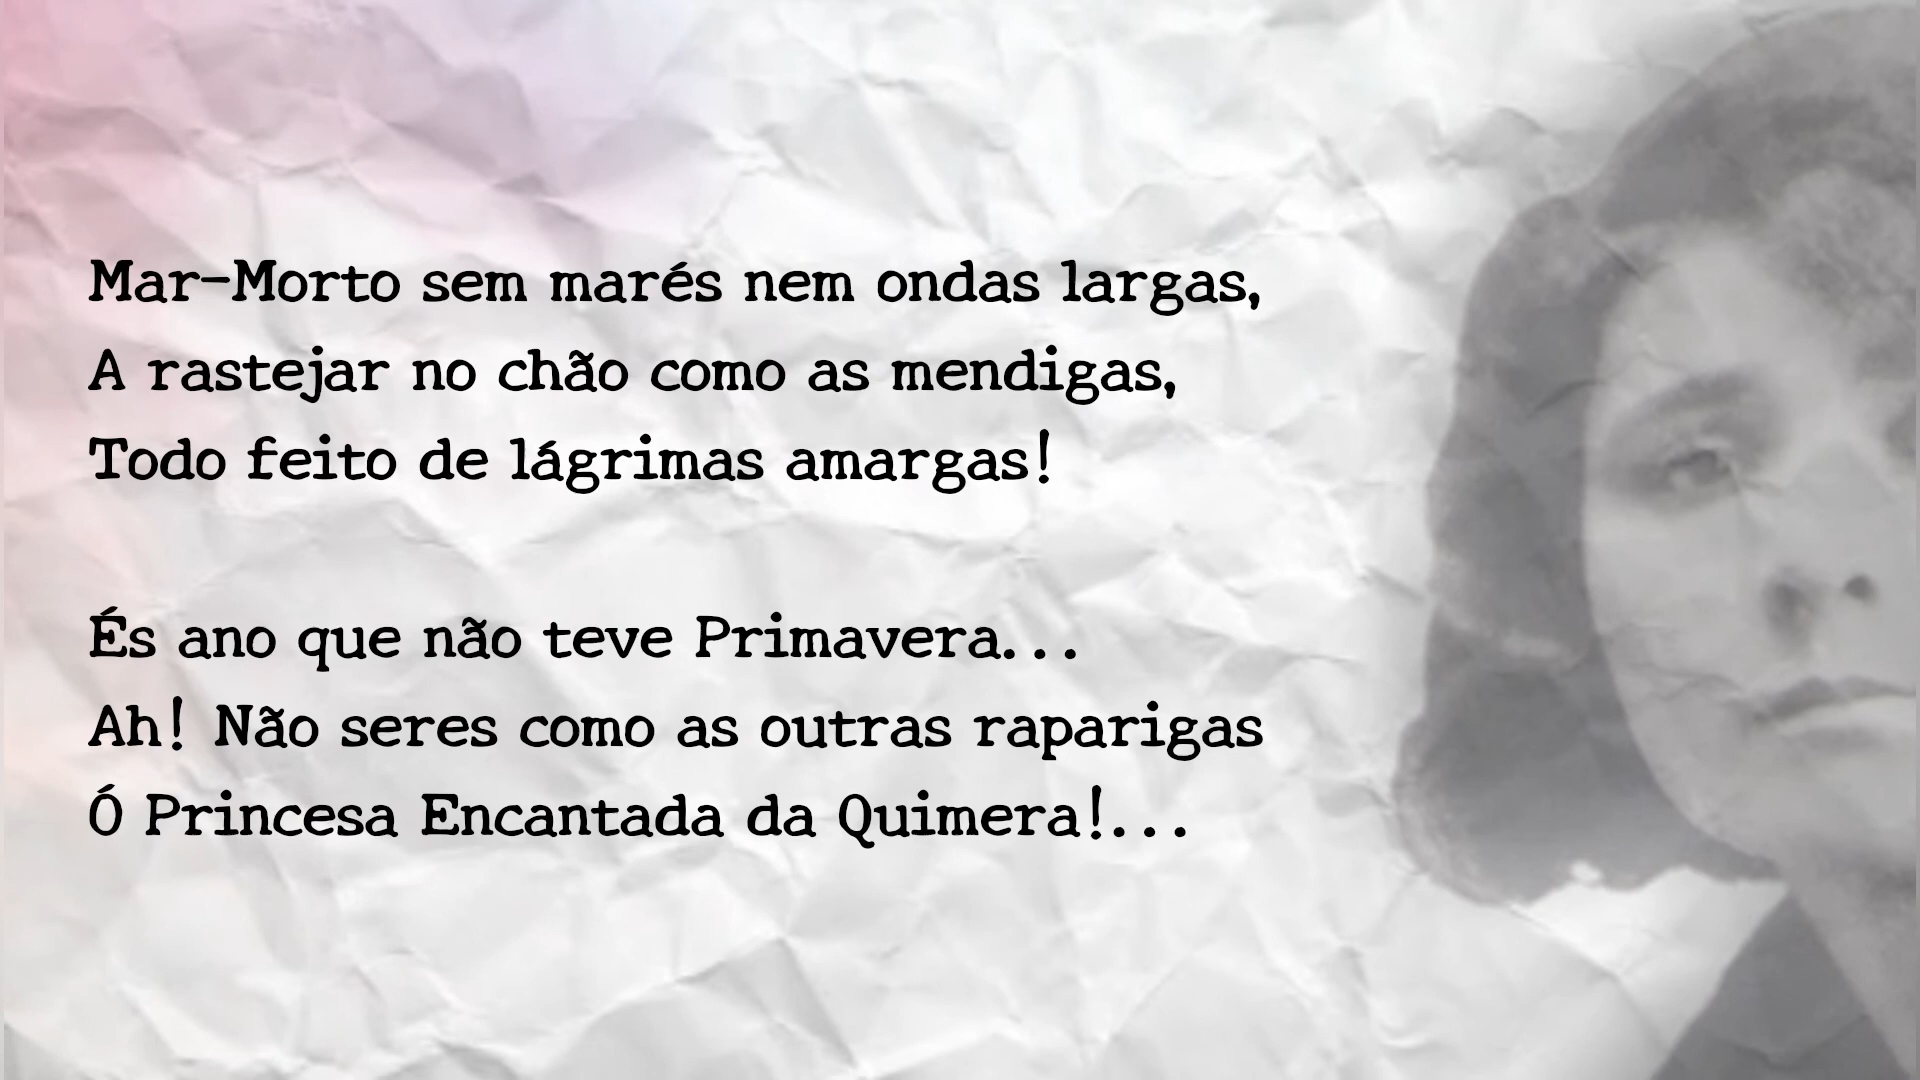 Mar-Morto sem marés nem ondas largas,
A rastejar no chão como as mendigas,
Todo feito de lágrimas amargas!
És ano que não teve Primavera...
Ah! Não seres como as outras raparigas
Ó Princesa Encantada da Quimera!...